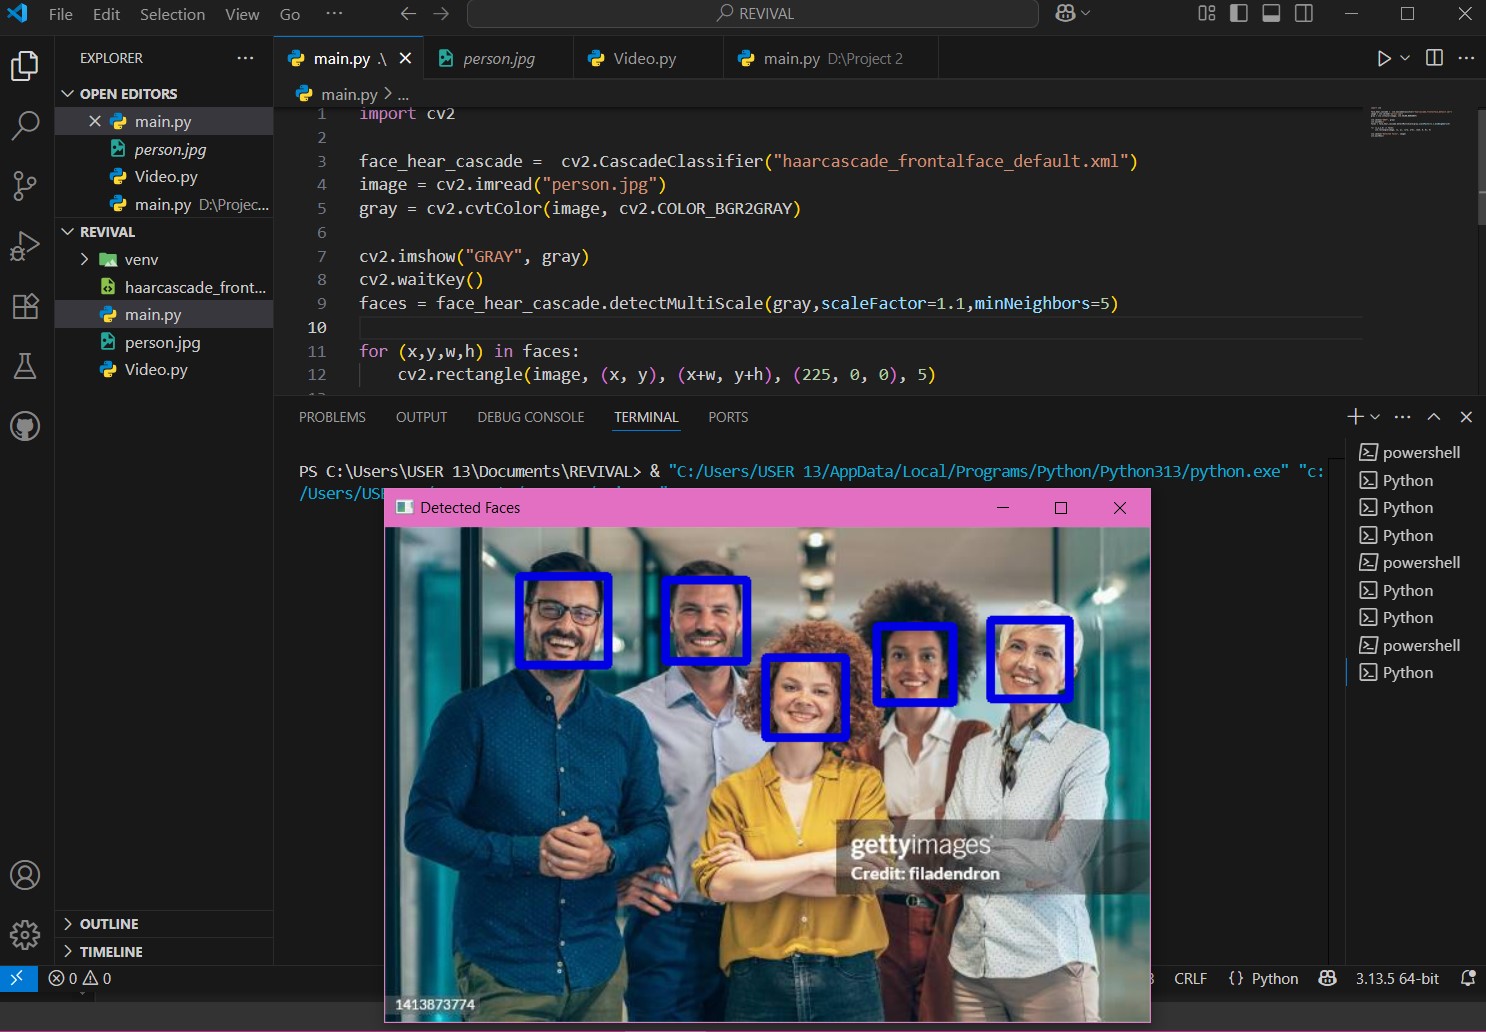 File Edit Selection View Go ··· REVIVAL
EXPLORER
OPEN EDITORS
main.py
person.jpg
Video.py
main.py D:\Projec...
REVIVAL
venv
haarcascade_front...
main.py
person.jpg
Video.py
OUTLINE
TIMELINE
main.py .\ person.jpg Video.py main.py D:\Project 2
main.py > ...
1 import cv2
2
3 face_hear_cascade =  cv2.CascadeClassifier("haarcascade_frontalface_default.xml")
4 image = cv2.imread("person.jpg")
5 gray = cv2.cvtColor(image, cv2.COLOR_BGR2GRAY)
6
7 cv2.imshow("GRAY", gray)
8 cv2.waitKey()
9 faces = face_hear_cascade.detectMultiScale(gray,scaleFactor=1.1,minNeighbors=5)
10
11 for (x,y,w,h) in faces:
12     cv2.rectangle(image, (x, y), (x+w, y+h), (225, 0, 0), 5)
PROBLEMS OUTPUT DEBUG CONSOLE TERMINAL PORTS
PS C:\Users\USER 13\Documents\REVIVAL> & "C:/Users/USER 13/AppData/Local/Programs/Python/Python313/python.exe" "c:
/Users/US
powershell
Python
Python
Python
powershell
Python
Python
powershell
Python
Detected Faces
gettyimages
Credit: filadendron
1413873774
0 0 CRLF {} Python 3.13.5 64-bit